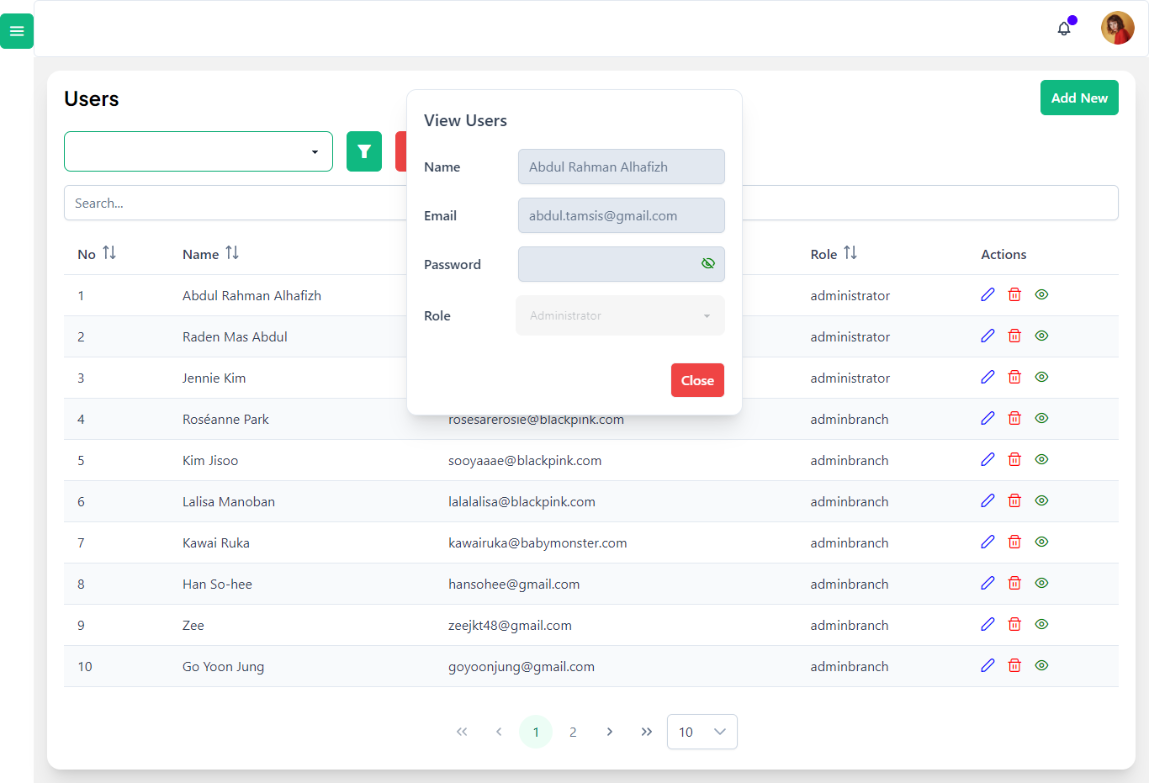 Users
Add New
View Users
Name Abdul Rahman Alhafizh
Email abdul.tamsis@gmail.com
Password
Role Administrator
Close
Search...
No Name Role Actions
1 Abdul Rahman Alhafizh administrator
2 Raden Mas Abdul administrator
3 Jennie Kim administrator
4 Roséanne Park rosesarerosie@blackpink.com adminbranch
5 Kim Jisoo sooyaaae@blackpink.com adminbranch
6 Lalisa Manoban lalalalisa@blackpink.com adminbranch
7 Kawai Ruka kawairuka@babymonster.com adminbranch
8 Han So-hee hansohee@gmail.com adminbranch
9 Zee zeejkt48@gmail.com adminbranch
10 Go Yoon Jung goyoonjung@gmail.com adminbranch
1 2 10